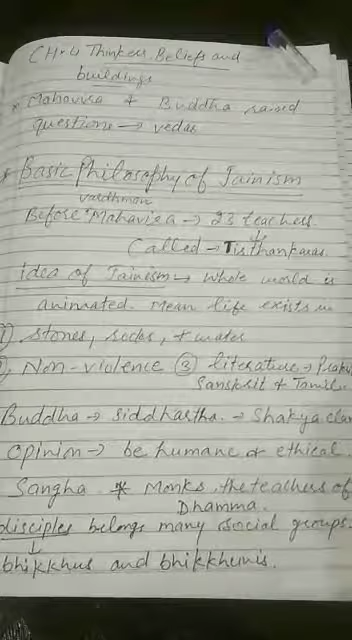 CH-4 Thinkers Beliefs and
buildings
* Mahavira & Buddha raised
questions → vedas
* Basic Philosophy of Jainism
vardhman
Before Mahavira → 23 teachers
Called → Tirthankaras.
idea of Jainism → Whole world is
animated. Mean life exists in
1) stones, rocks, & water
Non-violence ③ literature → Prakrit
Sanskrit & Tamil
Buddha → siddhartha. → Shakya clan
Opinion → be humane & ethical.
Sangha. * Monks, the teachers of
Dhamma.
disciples belongs many social groups.
↓
bhikkhus and bhikkhunis.